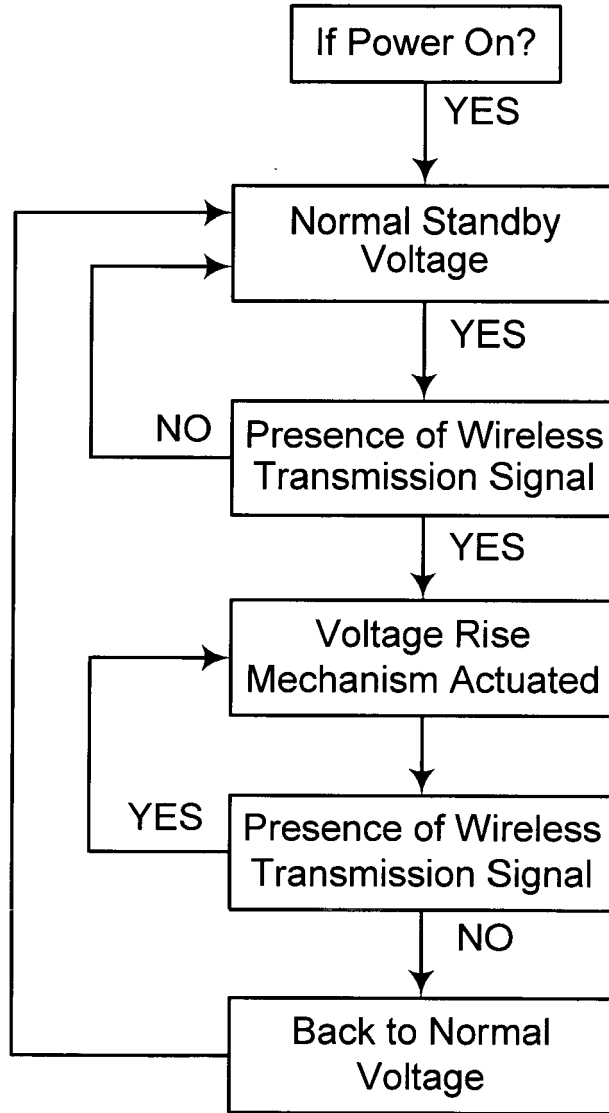 If Power On?
YES
Normal Standby
Voltage
YES
NO
Presence of Wireless
Transmission Signal
YES
Voltage Rise
Mechanism Actuated
YES
Presence of Wireless
Transmission Signal
NO
Back to Normal
Voltage